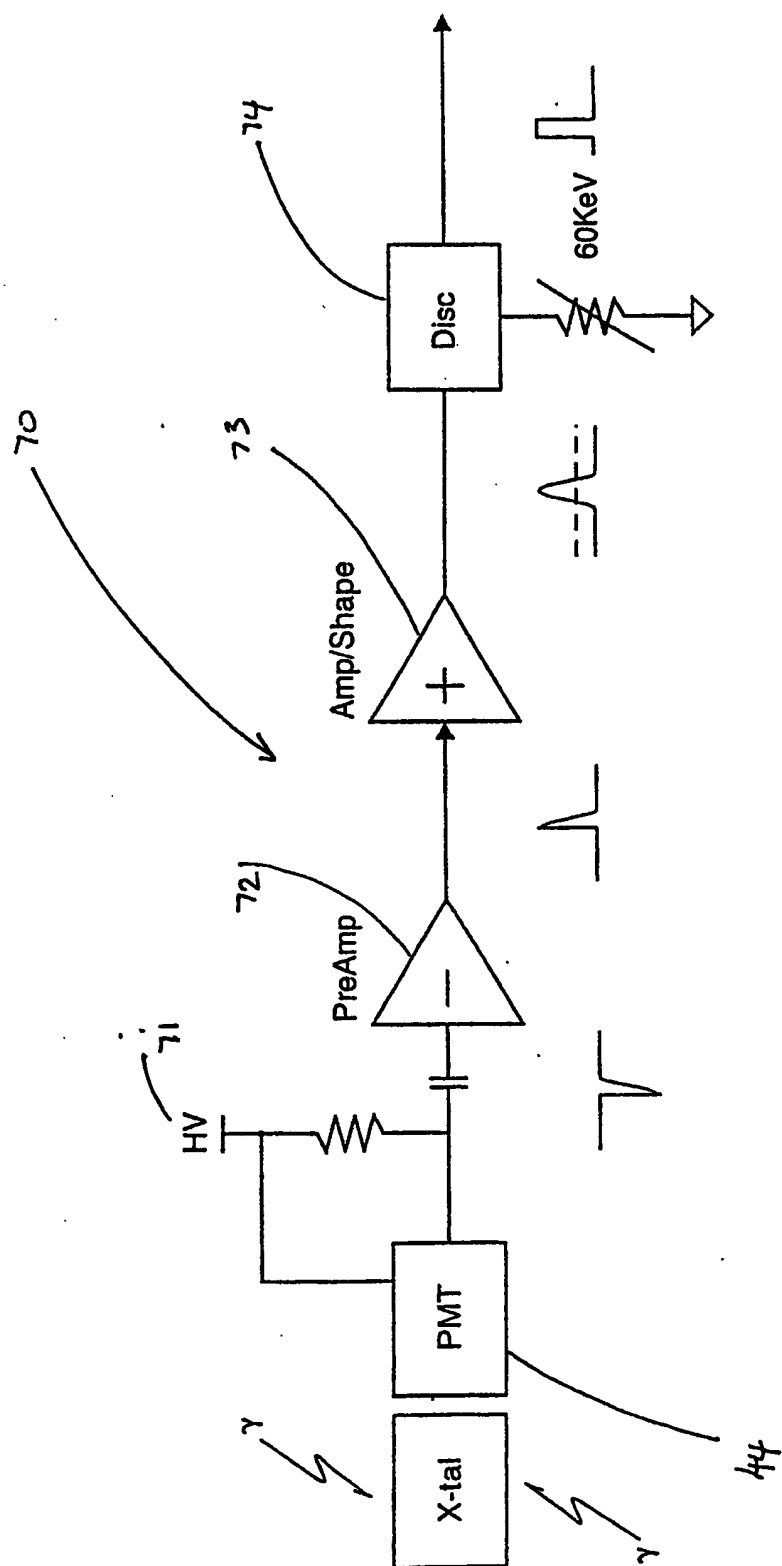 70
71
HV
72
PreAmp
73
Amp/Shape
74
γ
X-tal
PMT
Disc
60KeV
γ
44